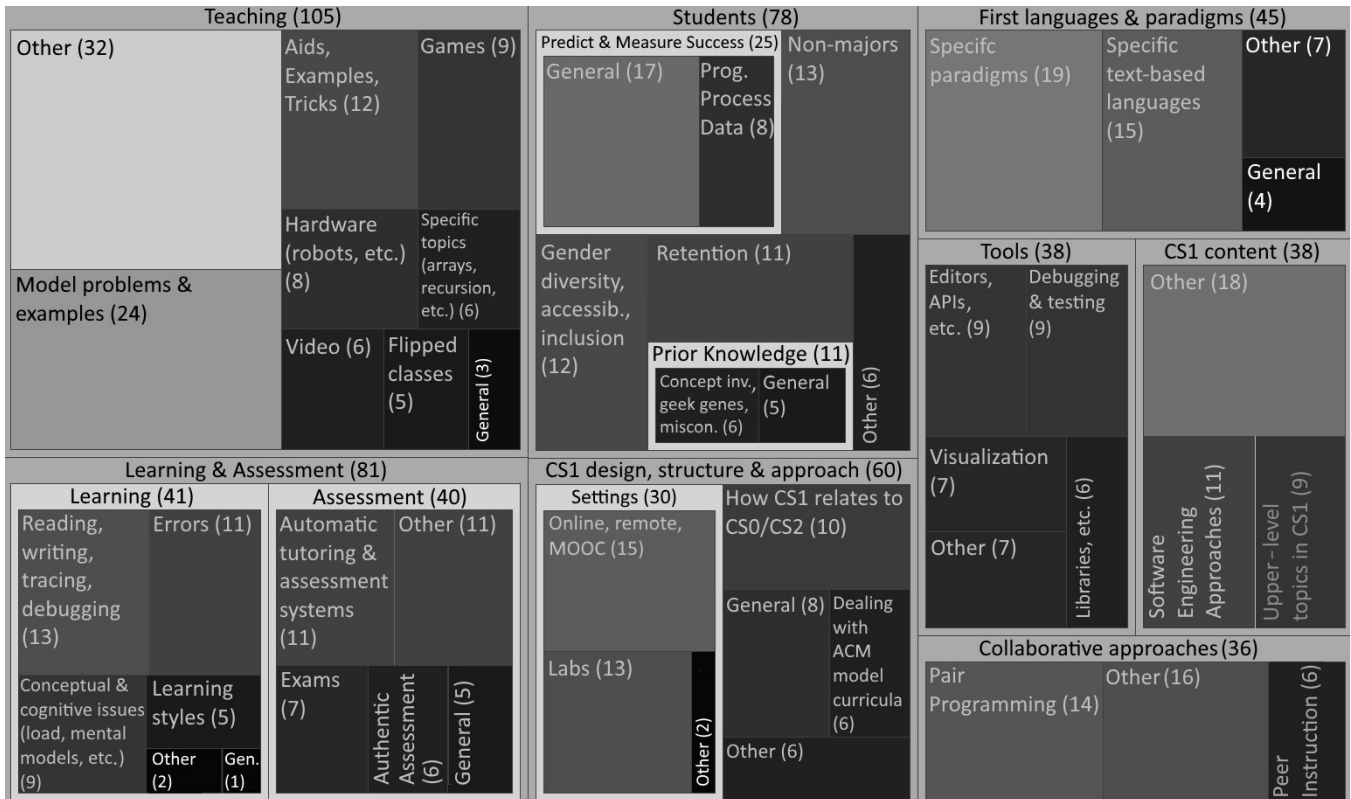 Teaching (105)
Other (32)
Aids,
Examples,
Tricks (12)
Games (9)
Hardware
(robots, etc.)
(8)
Specific
topics
(arrays,
recursion,
etc.) (6)
Model problems &
examples (24)
Video (6)
Flipped
classes
(5)
General (3)
Students (78)
Predict & Measure Success (25)
General (17)
Prog.
Process
Data (8)
Non-majors
(13)
Gender
diversity,
accessib.,
inclusion
(12)
Retention (11)
Prior Knowledge (11)
Concept inv.,
geek genes,
miscon. (6)
General
(5)
Other (6)
First languages & paradigms (45)
Specifc
paradigms (19)
Specific
text-based
languages
(15)
Other (7)
General
(4)
Tools (38)
Editors,
APIs,
etc. (9)
Debugging
& testing
(9)
Visualization
(7)
Other (7)
Libraries, etc. (6)
CS1 content (38)
Other (18)
Software
Engineering
Approaches (11)
Upper-level
topics in CS1 (9)
Learning & Assessment (81)
Learning (41)
Reading,
writing,
tracing,
debugging
(13)
Errors (11)
Conceptual &
cognitive issues
(load, mental
models, etc.)
(9)
Learning
styles (5)
Other
(2)
Gen.
(1)
Assessment (40)
Automatic
tutoring &
assessment
systems
(11)
Other (11)
Exams
(7)
Authentic
Assessment
(6)
General (5)
CS1 design, structure & approach (60)
Settings (30)
Online, remote,
MOOC (15)
Labs (13)
Other (2)
How CS1 relates to
CS0/CS2 (10)
General (8)
Dealing
with
ACM
model
curricula
(6)
Other (6)
Collaborative approaches (36)
Pair
Programming (14)
Other (16)
Peer
Instruction (6)